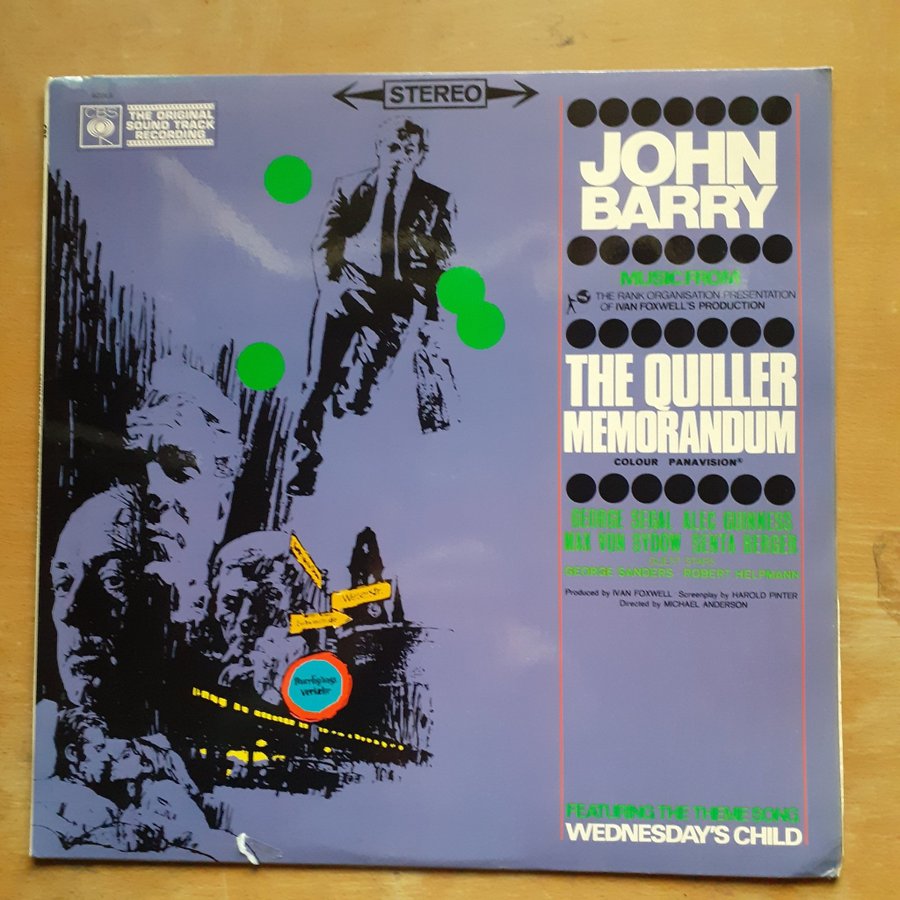 STEREO
CBS
THE ORIGINAL
SOUND TRACK
RECORDING
JOHN
BARRY
MUSIC FROM
THE RANK ORGANISATION PRESENTATION
OF IVAN FOXWELL'S PRODUCTION
THE QUILLER
MEMORANDUM
COLOUR PANAVISION®
GEORGE SEGAL ALEC GUINNESS
MAX VON SYDOW SENTA BERGER
GUEST STARS
GEORGE SANDERS ROBERT HELPMANN
Produced by IVAN FOXWELL Screenplay by HAROLD PINTER
Directed by MICHAEL ANDERSON
FEATURING THE THEME SONG
WEDNESDAY'S CHILD